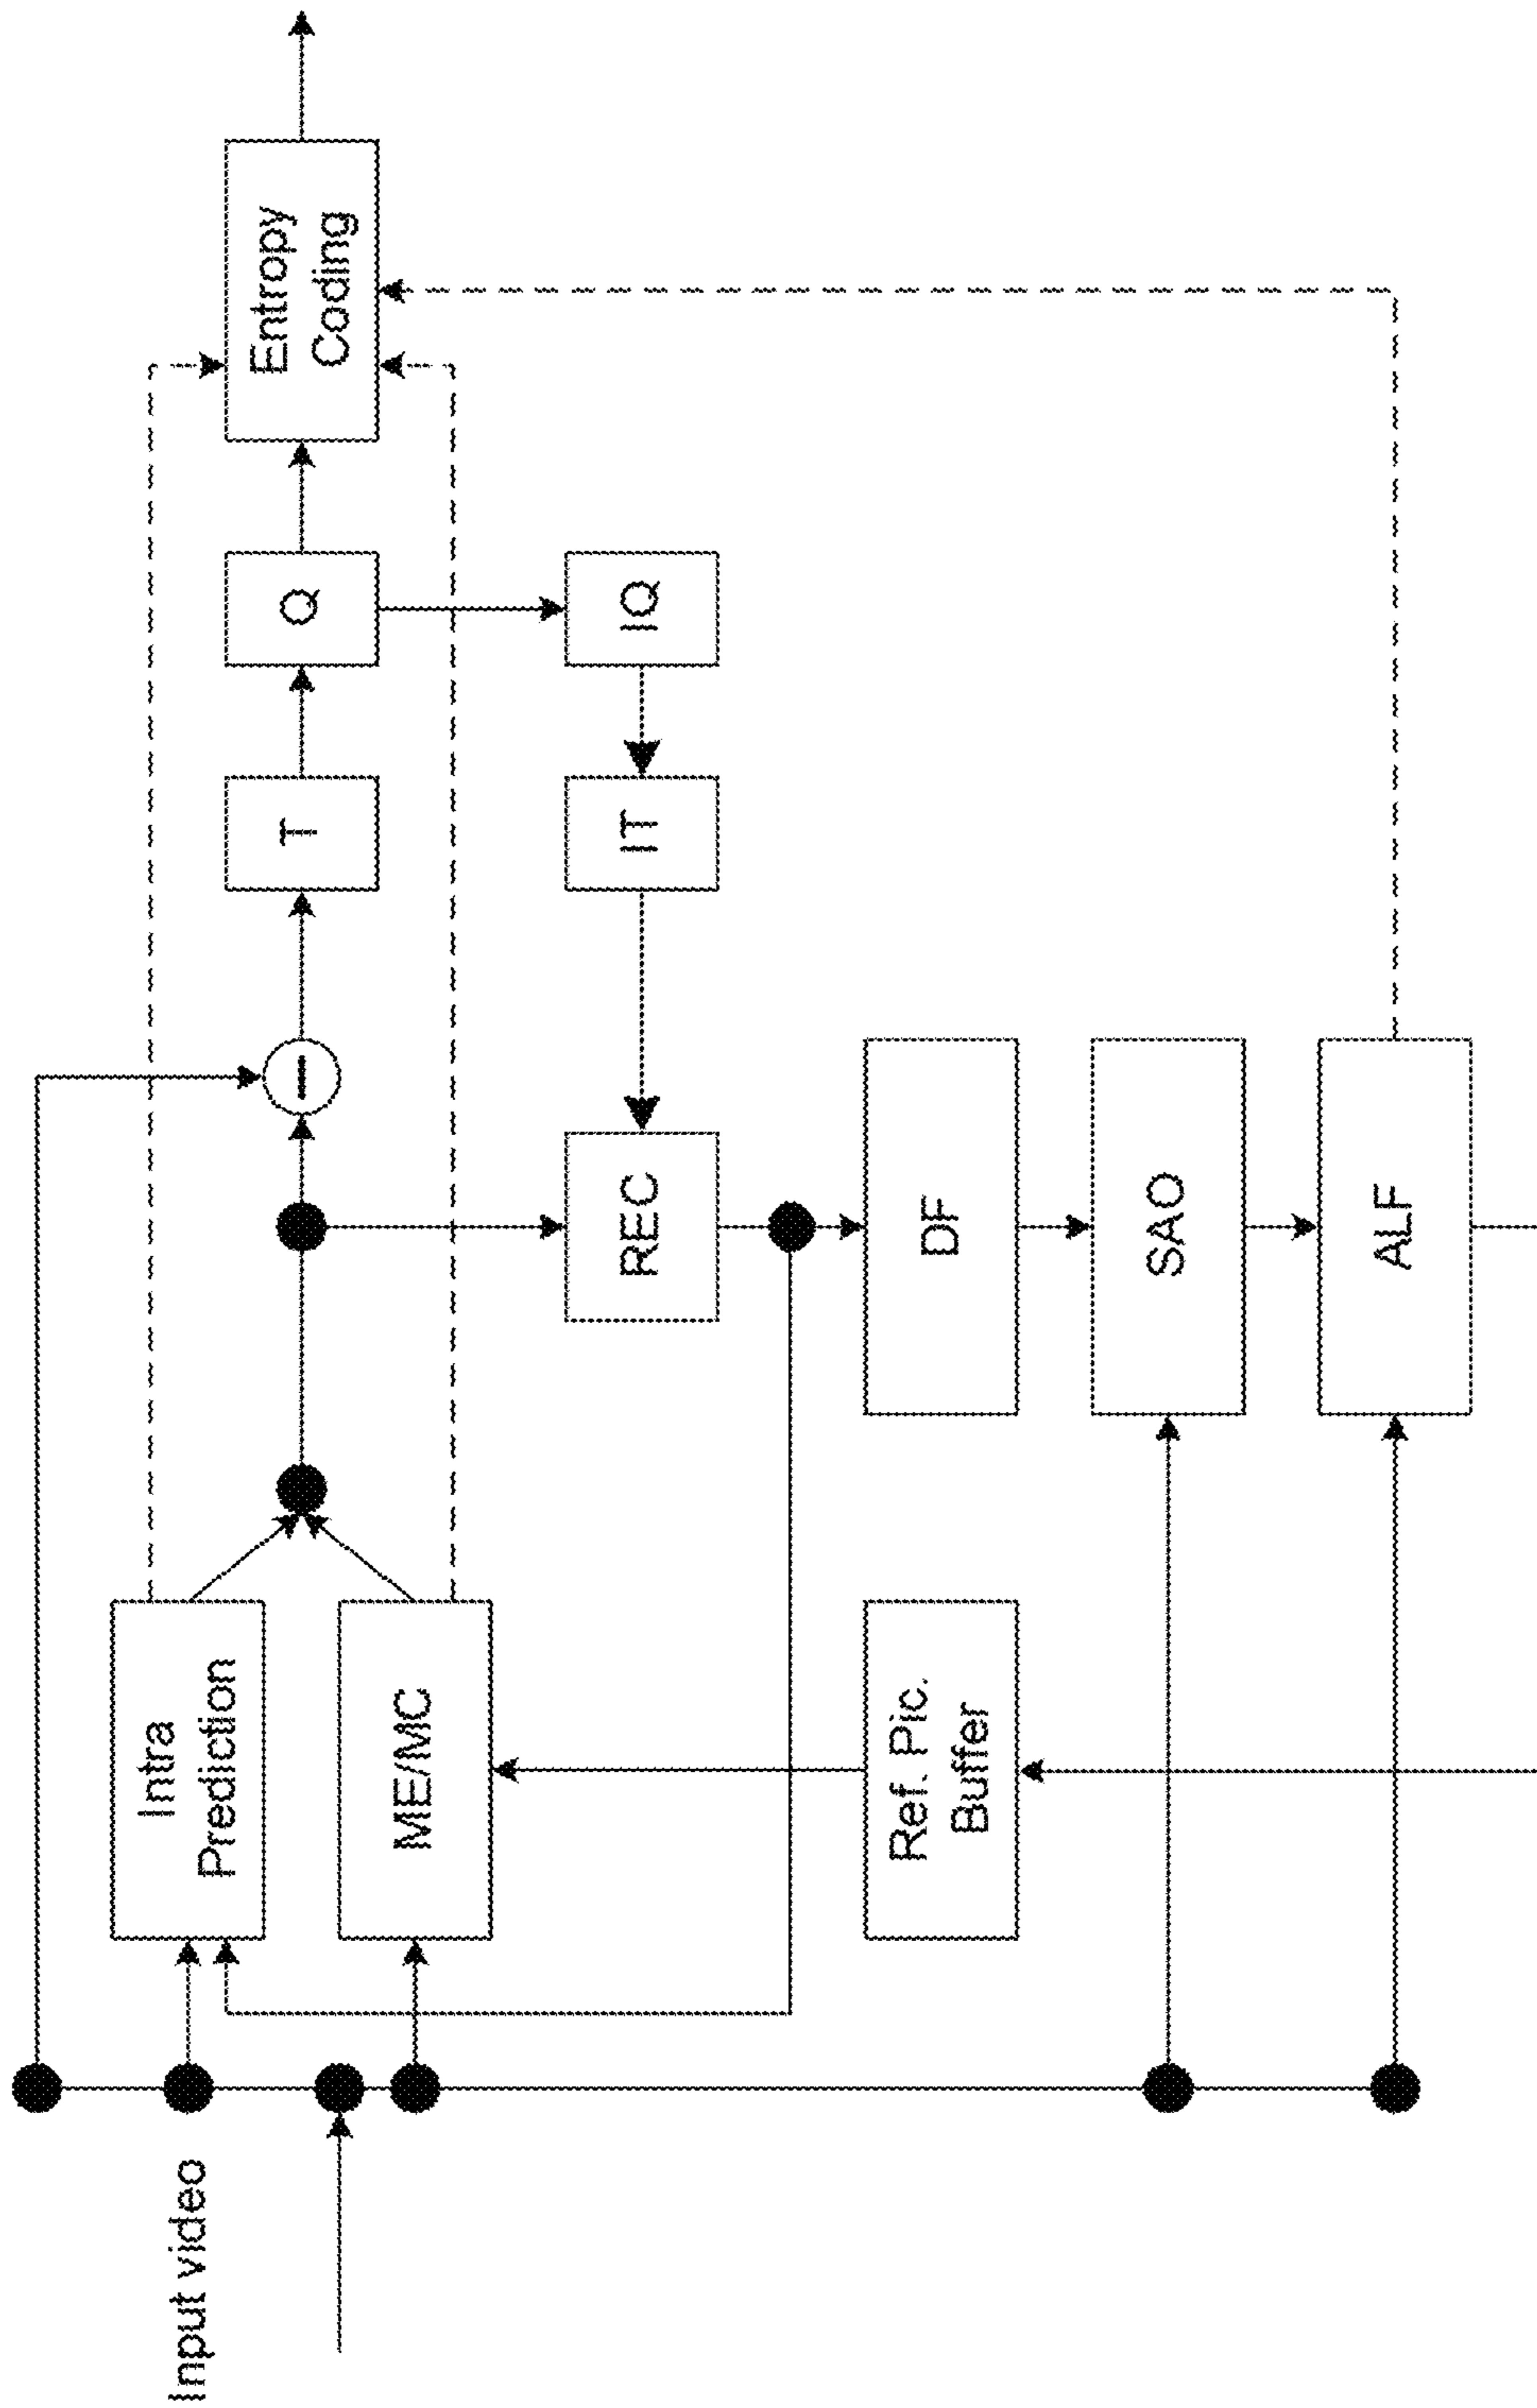 Input video
Intra
Prediction
ME/MC
T
Q
Entropy
Coding
IQ
IT
REC
DF
SAO
ALF
Ref. Pic.
Buffer